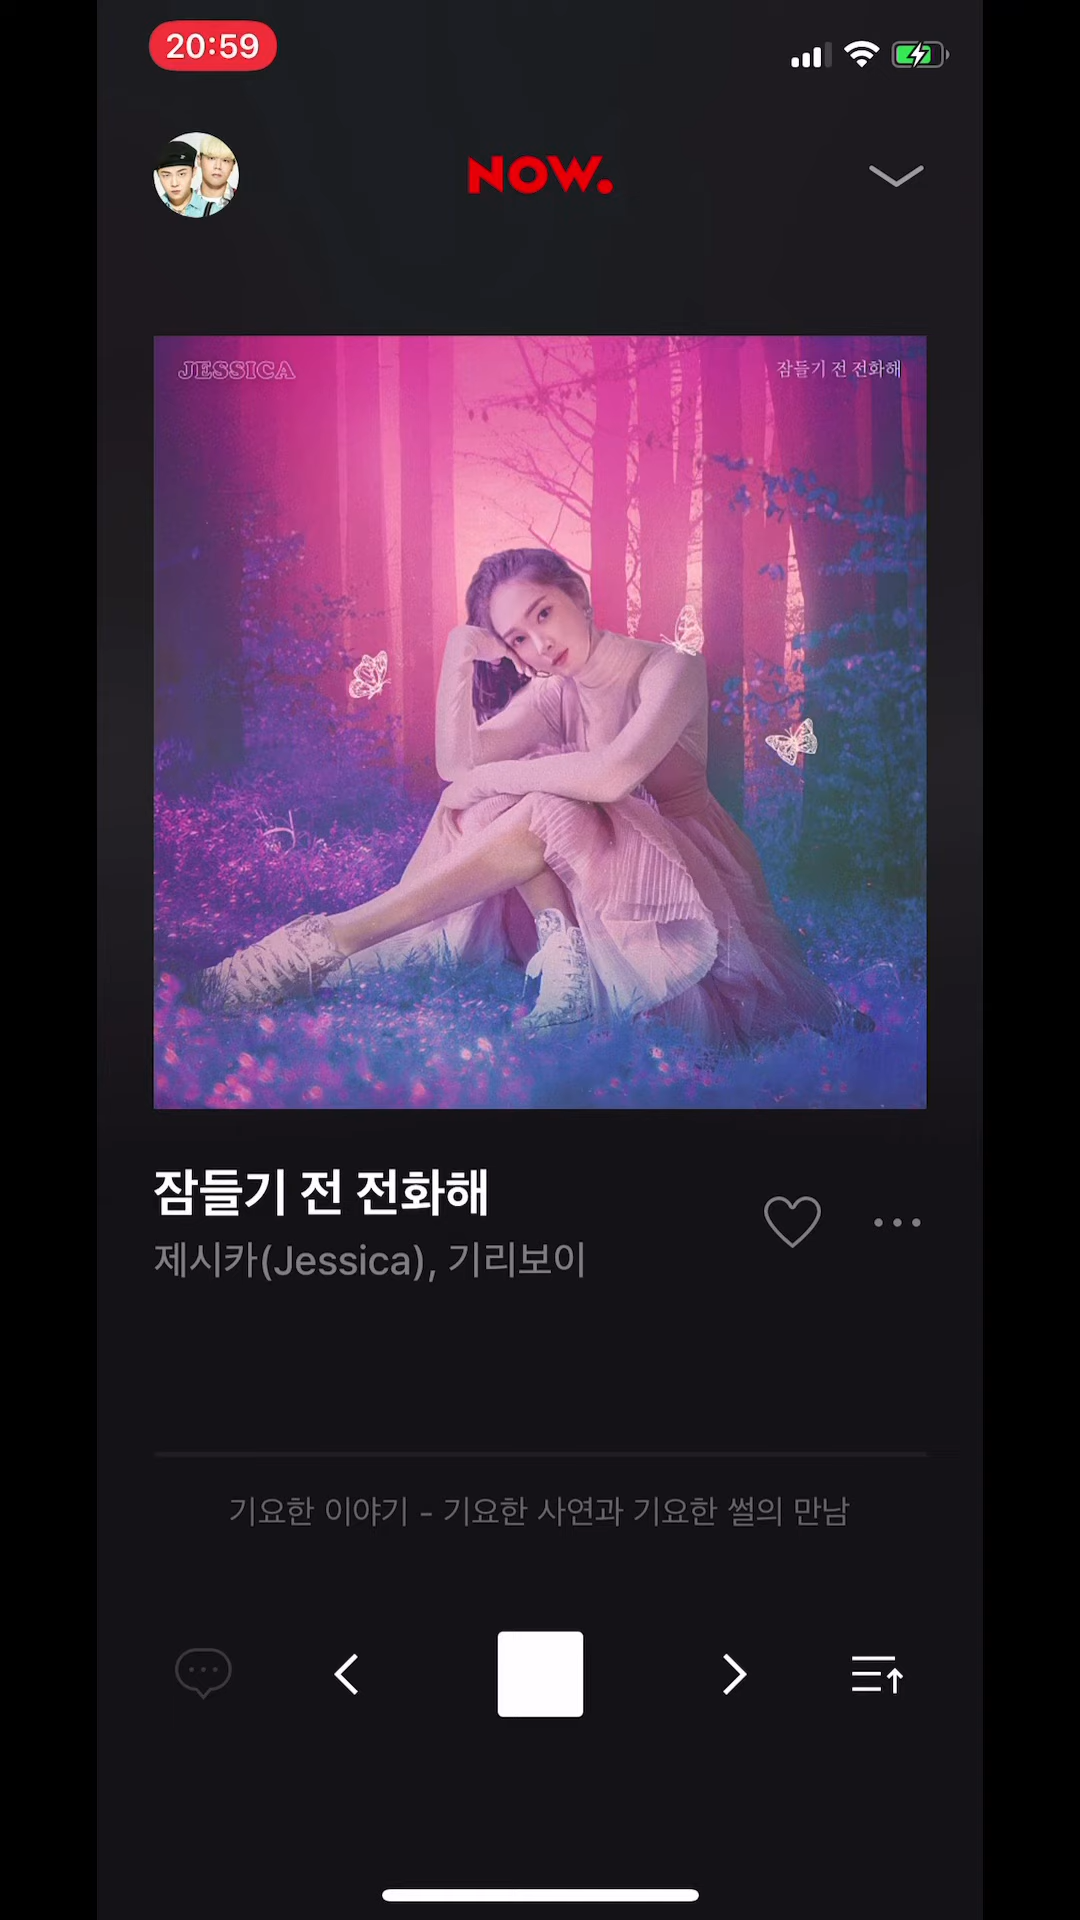 20:59
NOW.
JESSICA
잠들기 전 전화해
잠들기 전 전화해
제시카(Jessica), 기리보이
기요한 이야기 - 기요한 사연과 기요한 썰의 만남